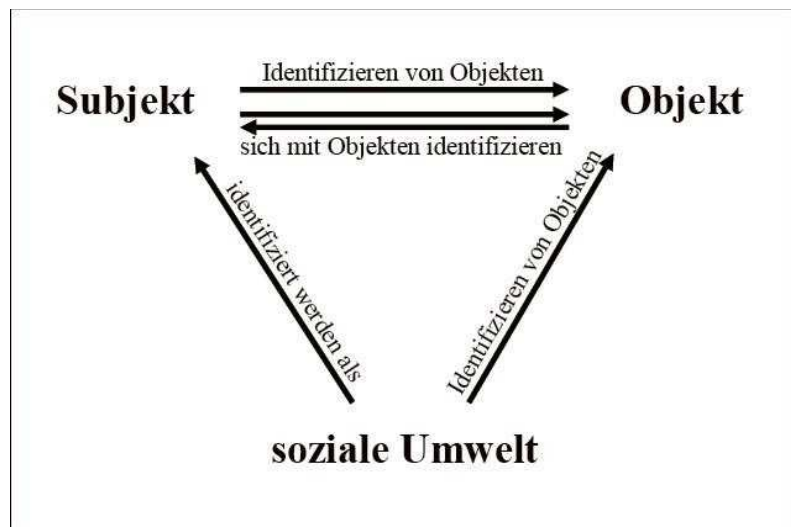 Identifizieren von Objekten
Subjekt
Objekt
sich mit Objekten identifizieren
identifiziert werden als
Identifizieren von Objekten
soziale Umwelt